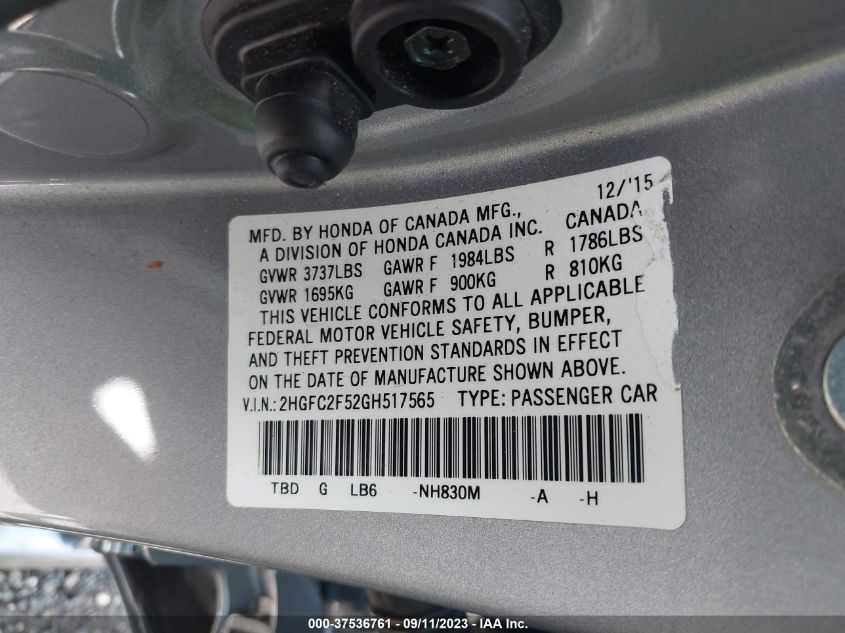 12/'15
MFD. BY HONDA OF CANADA MFG.,
A DIVISION OF HONDA CANADA INC. CANADA
GVWR 3737LBS GAWR F 1984LBS R 1786LBS
GVWR 1695KG GAWR F 900KG R 810KG
THIS VEHICLE CONFORMS TO ALL APPLICABLE
FEDERAL MOTOR VEHICLE SAFETY, BUMPER,
AND THEFT PREVENTION STANDARDS IN EFFECT
ON THE DATE OF MANUFACTURE SHOWN ABOVE.
V.I.N.:2HGFC2F52GH517565 TYPE: PASSENGER CAR
TBD G LB6 -NH830M -A -H
000-37536761 - 09/11/2023 - IAA Inc.